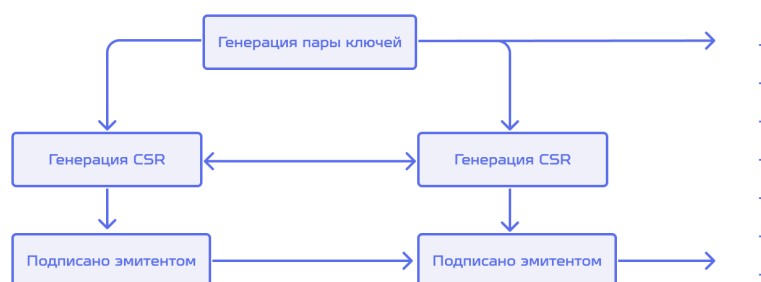 Генерация пары ключей
Генерация CSR
Генерация CSR
Подписано эмитентом
Подписано эмитентом